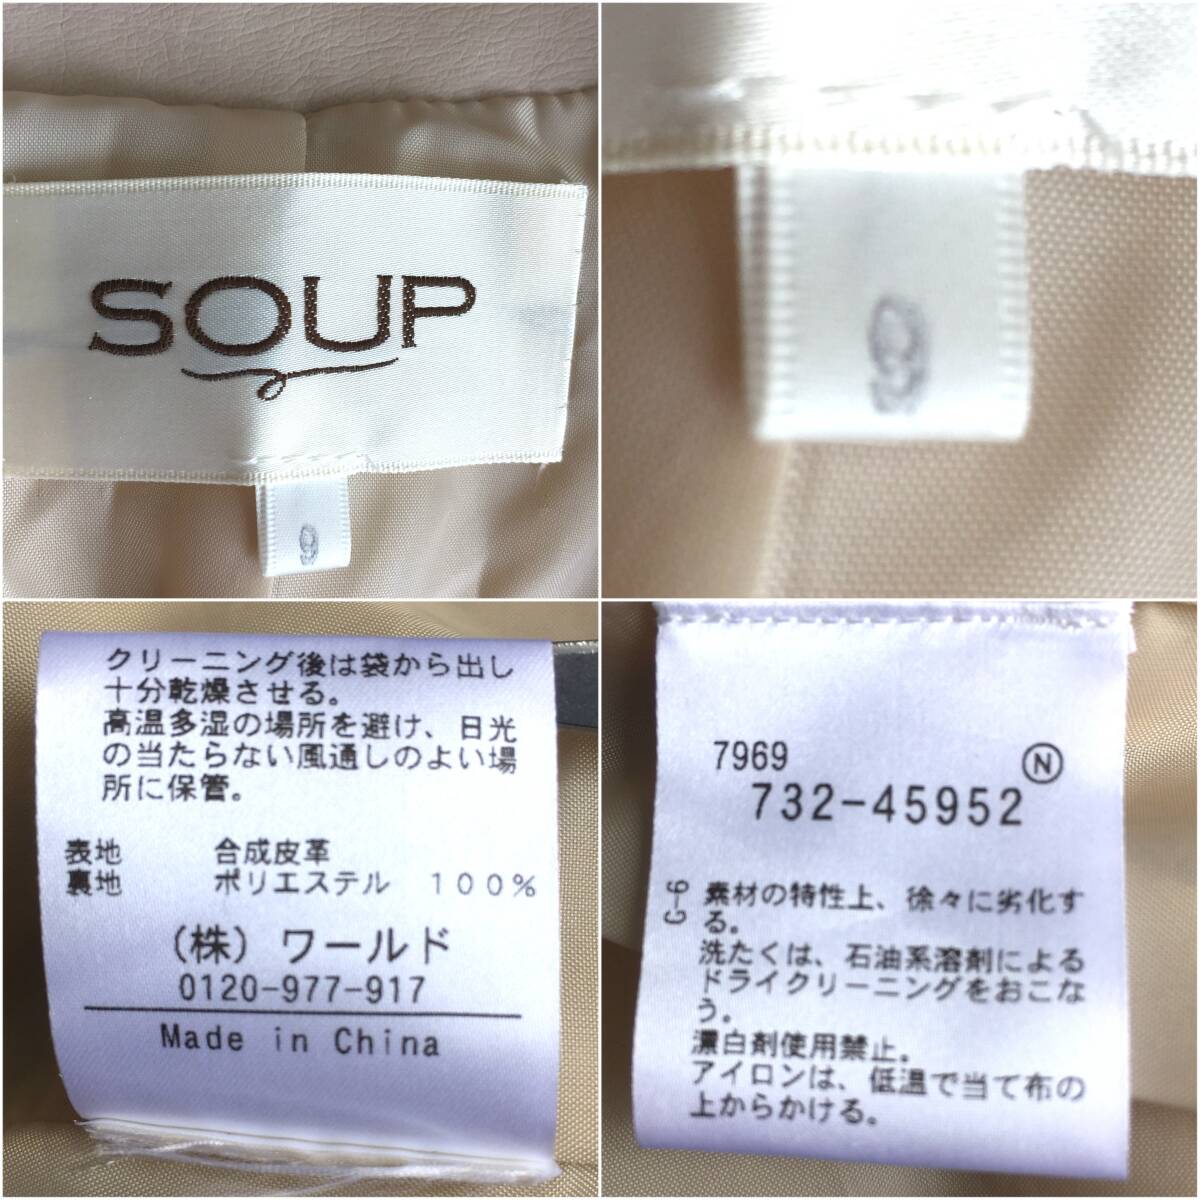 SOUP
9
9
クリーニング後は袋から出し
十分乾燥させる。
高温多湿の場所を避け、日光
の当たらない風通しのよい場
所に保管。
表地 合成皮革
裏地 ポリエステル 100%
(株) ワールド
0120-977-917
Made in China
7969
N
732-45952
G-6
素材の特性上、徐々に劣化す
る。
洗たくは、石油系溶剤による
ドライクリーニングをおこな
う。
漂白剤使用禁止。
アイロンは、低温で当て布の
上からかける。